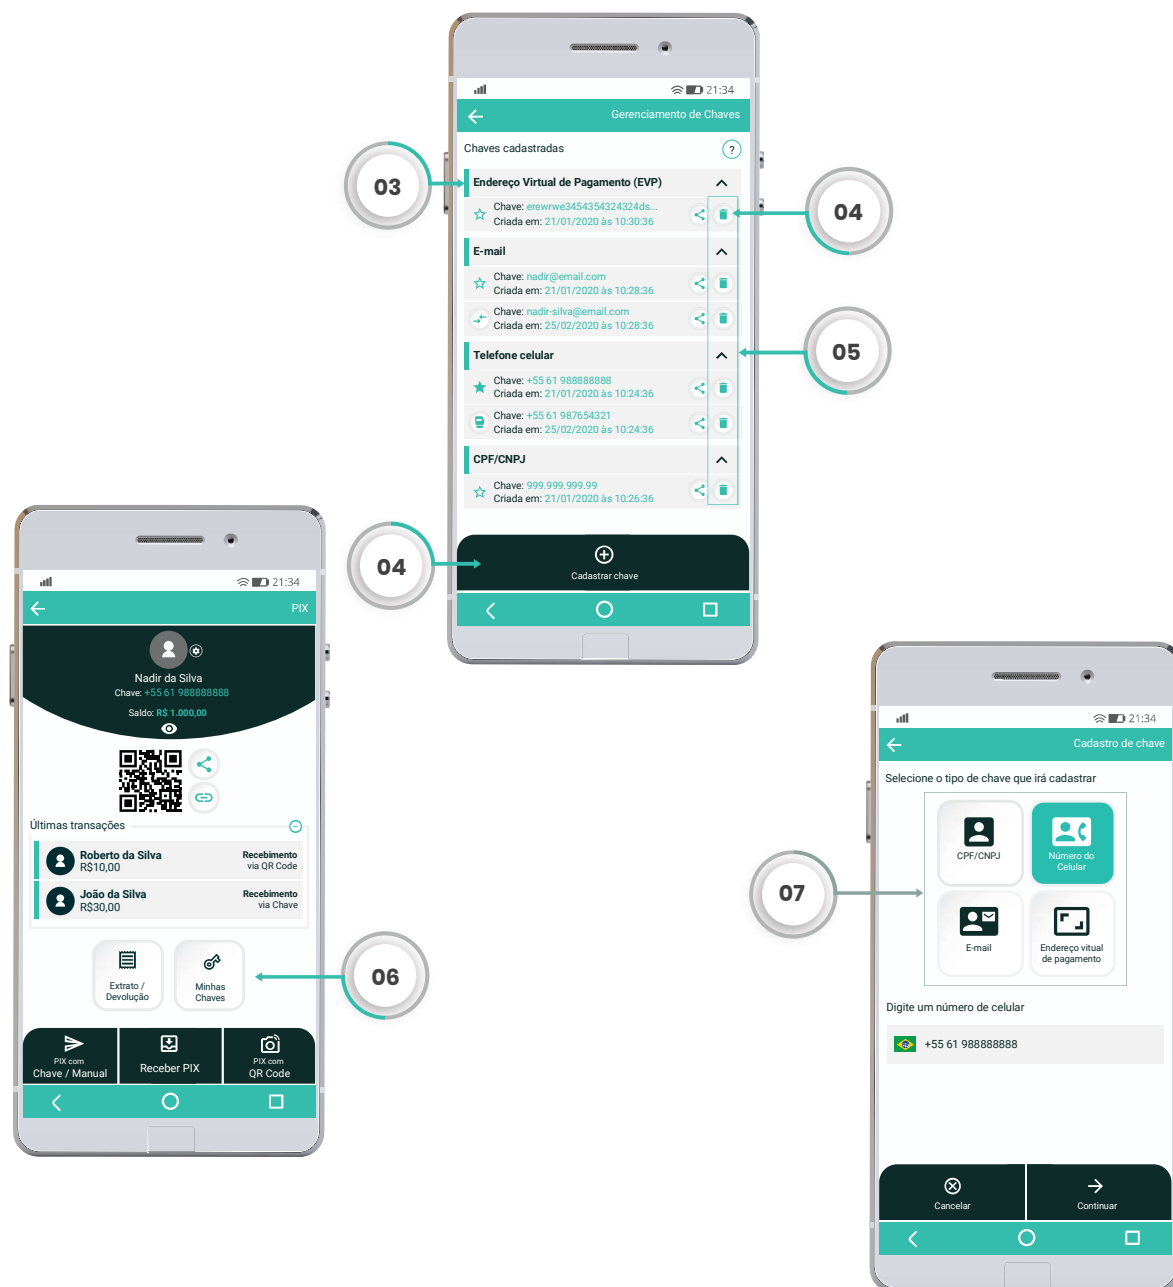 21:34
Gerenciamento de Chaves
Chaves cadastradas
?
03
Endereço Virtual de Pagamento (EVP)
Chave: erewrwe3454354324324ds...
Criada em: 21/01/2020 às 10:30:36
04
E-mail
Chave: nadir@email.com
Criada em: 21/01/2020 às 10:28:36
Chave: nadir-silva@email.com
Criada em: 25/02/2020 às 10:28:36
05
Telefone celular
Chave: +55 61 988888888
Criada em: 21/01/2020 às 10:24:36
Chave: +55 61 987654321
Criada em: 25/02/2020 às 10:24:36
CPF/CNPJ
Chave: 999.999.999.99
Criada em: 21/01/2020 às 10:26:36
04
Cadastrar chave
21:34
PIX
Nadir da Silva
Chave: +55 61 988888888
Saldo: R$ 1.000,00
Últimas transações
Roberto da Silva
R$10,00
Recebimento
via QR Code
João da Silva
R$30,00
Recebimento
via Chave
Extrato /
Devolução
Minhas
Chaves
06
PIX com
Chave / Manual
Receber PIX
PIX com
QR Code
21:34
Cadastro de chave
Selecione o tipo de chave que irá cadastrar
CPF/CNPJ
Número do
Celular
07
E-mail
Endereço vitual
de pagamento
Digite um número de celular
+55 61 988888888
Cancelar
Continuar